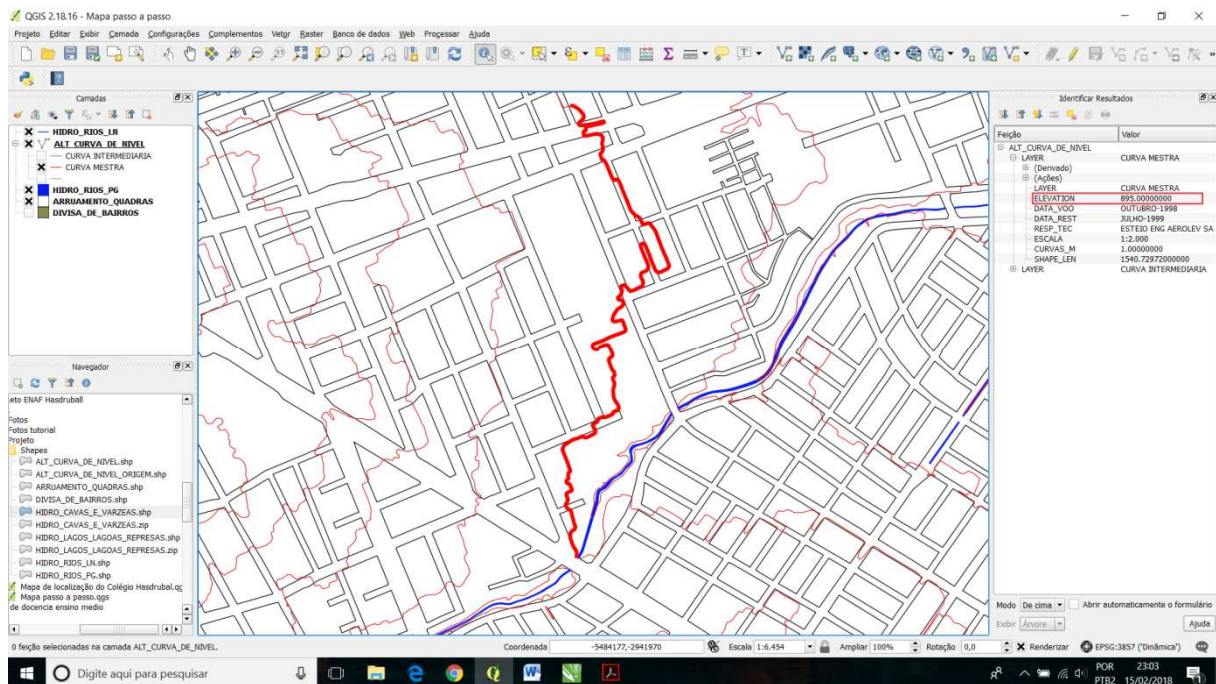 QGIS 2.18.16 - Mapa passo a passo
Projeto Editar Exibir Camada Configurações Complementos Vetor Raster Banco de dados Web Processar Ajuda
Camadas
HIDRO_RIOS_LN
ALT_CURVA_DE_NIVEL
CURVA INTERMEDIARIA
CURVA MESTRA
HIDRO_RIOS_PG
ARRUAMENTO_QUADRAS
DIVISA_DE_BAIRROS
Navegador
eto ENAF Hasdruball
Fotos
Fotos tutorial
Projeto
Shapes
ALT_CURVA_DE_NIVEL.shp
ALT_CURVA_DE_NIVEL_ORIGEM.shp
ARRUAMENTO_QUADRAS.shp
DIVISA_DE_BAIRROS.shp
HIDRO_CAVAS_E_VARZEAS.shp
HIDRO_CAVAS_E_VARZEAS.zip
HIDRO_LAGOS_LAGOAS_REPRESAS.shp
HIDRO_LAGOS_LAGOAS_REPRESAS.zip
HIDRO_RIOS_LN.shp
HIDRO_RIOS_PG.shp
Mapa de localização do Colégio Hasdrubal.qg
Mapa passo a passo.qgs
de docencia ensino medio
Identificar Resultados
Feição Valor
ALT_CURVA_DE_NIVEL
LAYER CURVA MESTRA
(Derivado)
(Ações)
LAYER CURVA MESTRA
ELEVATION 895.00000000
DATA_VOO OUTUBRO-1998
DATA_REST JULHO-1999
RESP_TEC ESTEIO ENG AEROLEV SA
ESCALA 1:2.000
CURVAS_M 1.00000000
SHAPE_LEN 1540.72972000000
LAYER CURVA INTERMEDIARIA
Modo De cima Abrir automaticamente o formulário
Exibir Árvore Ajuda
0 feição selecionadas na camada ALT_CURVA_DE_NIVEL. Coordenada -5484177,-2941970 Escala 1:6.454 Ampliar 100% Rotação 0,0 Renderizar EPSG:3857 ('Dinâmica')
Digite aqui para pesquisar
POR 23:03
PTB2 15/02/2018